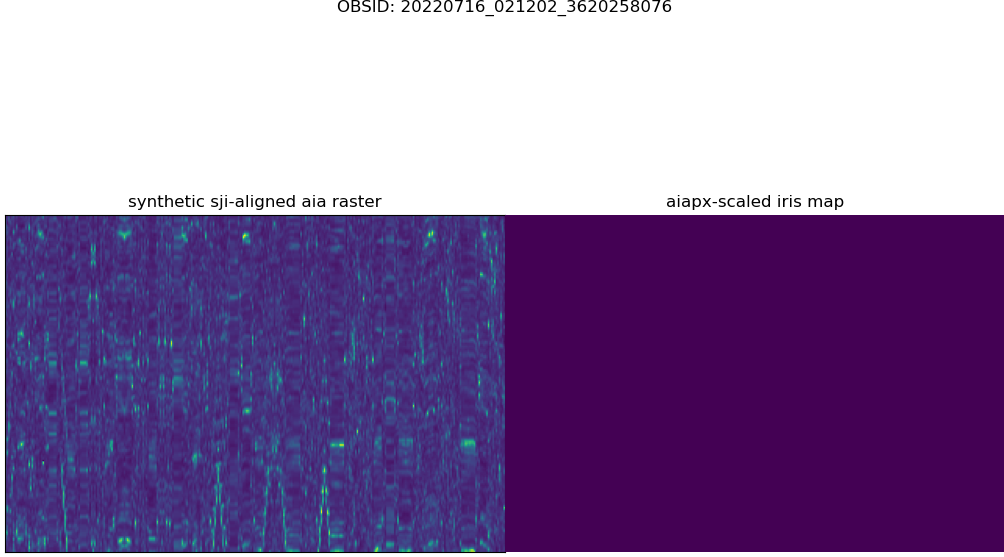 OBSID: 20220716_021202_3620258076
synthetic sji-aligned aia raster
aiapx-scaled iris map